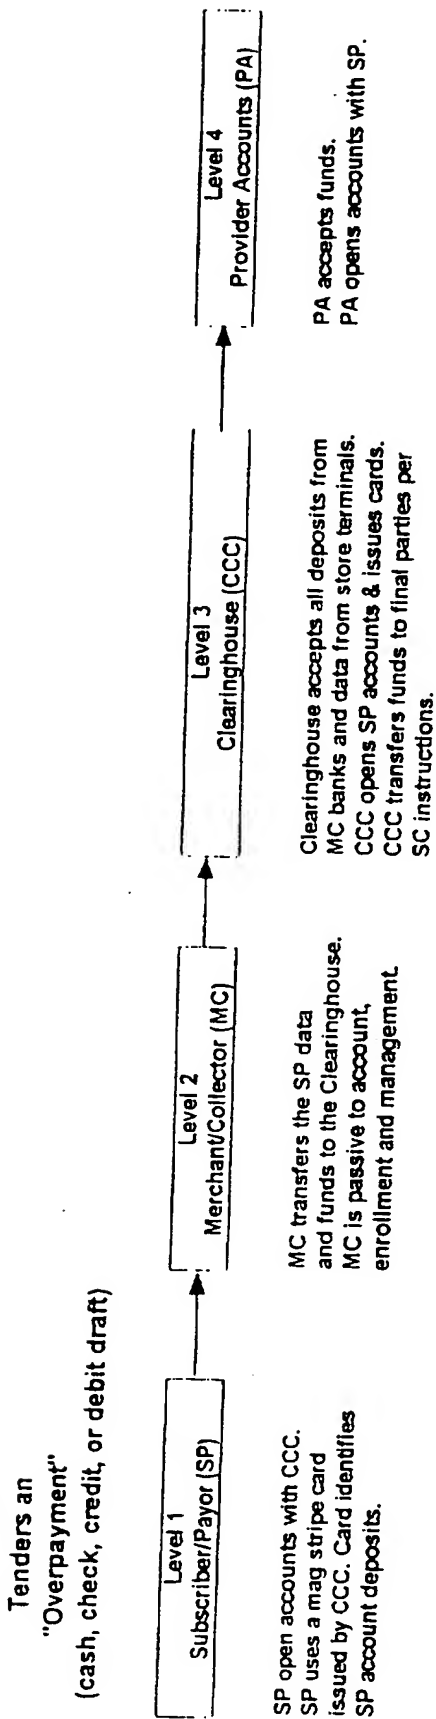 Tenders an
"Overpayment"
(cash, check, credit, or debit draft)
Level 1
Subscriber/Payor (SP)
SP open accounts with CCC.
SP uses a mag stripe card
issued by CCC. Card identifies
SP account deposits.
Level 2
Merchant/Collector (MC)
MC transfers the SP data
and funds to the Clearinghouse.
MC is passive to account,
enrollment and management.
Level 3
Clearinghouse (CCC)
Clearinghouse accepts all deposits from
MC banks and data from store terminals.
CCC opens SP accounts & issues cards.
CCC transfers funds to final parties per
SC instructions.
Level 4
Provider Accounts (PA)
PA accepts funds.
PA opens accounts with SP.